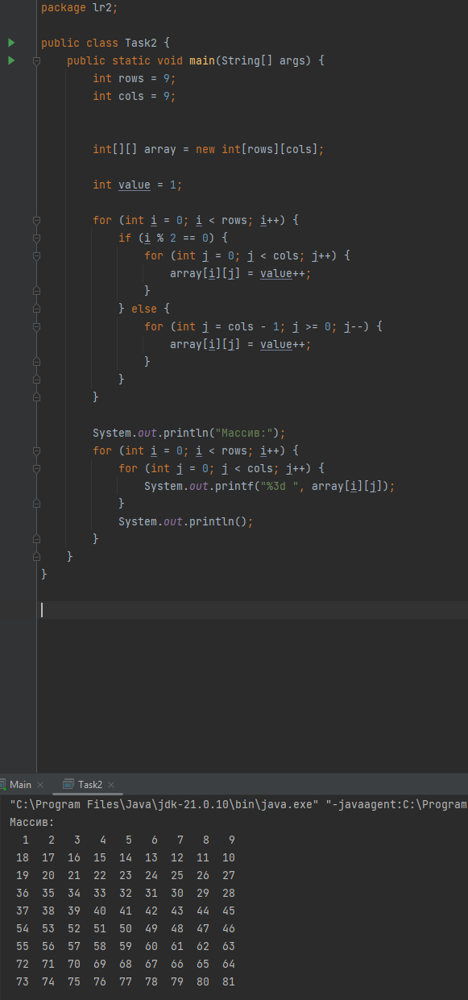 package lr2;
public class Task2 {
    public static void main(String[] args) {
        int rows = 9;
        int cols = 9;
        int[][] array = new int[rows][cols];
        int value = 1;
        for (int i = 0; i < rows; i++) {
            if (i % 2 == 0) {
                for (int j = 0; j < cols; j++) {
                    array[i][j] = value++;
                }
            } else {
                for (int j = cols - 1; j >= 0; j--) {
                    array[i][j] = value++;
                }
            }
        }
        System.out.println("Массив:");
        for (int i = 0; i < rows; i++) {
            for (int j = 0; j < cols; j++) {
                System.out.printf("%3d ", array[i][j]);
            }
            System.out.println();
        }
    }
}
Main × Task2 ×
"C:\Program Files\Java\jdk-21.0.10\bin\java.exe" "-javaagent:C:\Program
Массив:
  1   2   3   4   5   6   7   8   9
 18  17  16  15  14  13  12  11  10
 19  20  21  22  23  24  25  26  27
 36  35  34  33  32  31  30  29  28
 37  38  39  40  41  42  43  44  45
 54  53  52  51  50  49  48  47  46
 55  56  57  58  59  60  61  62  63
 72  71  70  69  68  67  66  65  64
 73  74  75  76  77  78  79  80  81